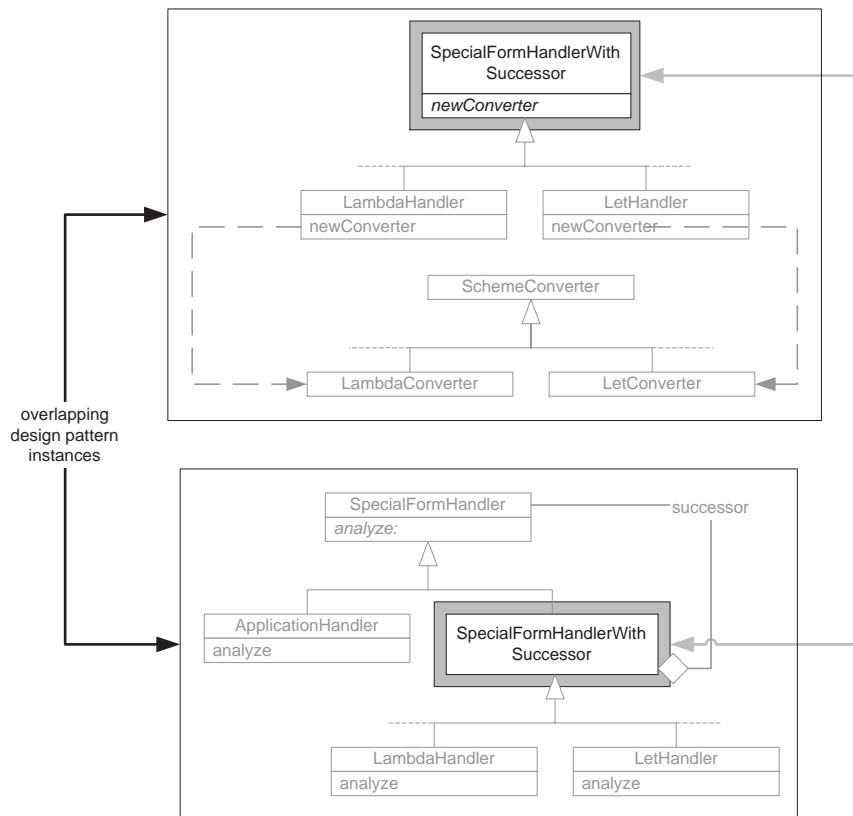 SpecialFormHandlerWith
Successor
newConverter
LambdaHandler
newConverter
LetHandler
newConverter
SchemeConverter
LambdaConverter
LetConverter
overlapping
design pattern
instances
SpecialFormHandler
analyze:
successor
ApplicationHandler
analyze
SpecialFormHandlerWith
Successor
LambdaHandler
analyze
LetHandler
analyze